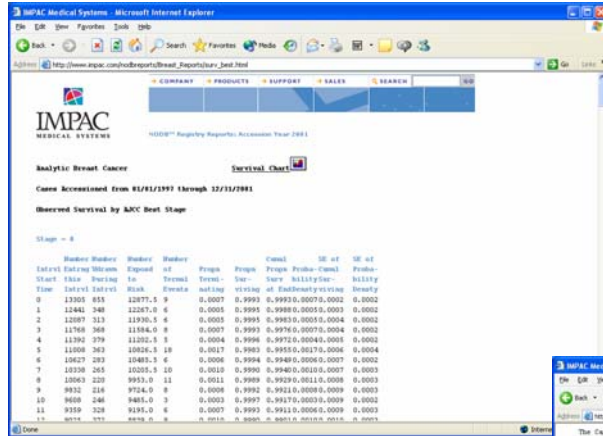 IMPAC Medical Systems - Microsoft Internet Explorer
File Edit View Favorites Tools Help
Back Search Favorites Media
Address http://www.impac.com/nodbreports/Breast_Reports/surv_best.html Go Links
COMPANY PRODUCTS SUPPORT SALES SEARCH GO
IMPAC
MEDICAL SYSTEMS
NODB™ Registry Reports: Accession Year 2001
Analytic Breast Cancer Survival Chart
Cases Accessioned from 01/01/1997 through 12/31/2001
Observed Survival by AJCC Best Stage
Stage = 0
Number Number Number Number Cumul SE of SE of
Intrvl Entrng Wdrawn Exposd of Propn Propn Propn Proba-Cumul Proba-
Start this During to Termnl Termi- Sur- Surv bilitySur- bility
Time Intrvl Intrvl Risk Events nating viving at EndDensty viving Densty
0 13305 855 12877.5 9 0.0007 0.9993 0.9993 0.0007 0.0002 0.0002
1 12441 348 12267.0 6 0.0005 0.9995 0.9988 0.0005 0.0003 0.0002
2 12087 313 11930.5 6 0.0005 0.9995 0.9983 0.0005 0.0004 0.0002
3 11768 368 11584.0 8 0.0007 0.9993 0.9976 0.0007 0.0004 0.0002
4 11392 379 11202.5 5 0.0004 0.9996 0.9972 0.0004 0.0005 0.0002
5 11008 363 10826.5 18 0.0017 0.9983 0.9955 0.0017 0.0006 0.0004
6 10627 283 10485.5 6 0.0006 0.9994 0.9949 0.0006 0.0007 0.0002
7 10338 265 10205.5 10 0.0010 0.9990 0.9940 0.0010 0.0007 0.0003
8 10063 220 9953.0 11 0.0011 0.9989 0.9929 0.0011 0.0008 0.0003
9 9832 216 9724.0 8 0.0008 0.9992 0.9921 0.0008 0.0009 0.0003
10 9608 246 9485.0 3 0.0003 0.9997 0.9917 0.0003 0.0009 0.0002
11 9359 328 9195.0 6 0.0007 0.9993 0.9911 0.0006 0.0009 0.0003
Done
IMPAC Med
File Edit
Back
Address
The Ca